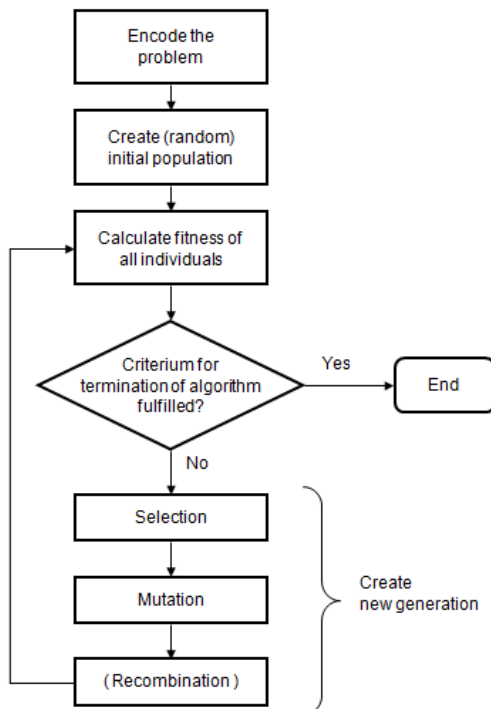 Encode the
problem
Create (random)
initial population
Calculate fitness of
all individuals
Criterium for
termination of algorithm
fulfilled?
Yes
End
No
Selection
Mutation
( Recombination )
Create
new generation